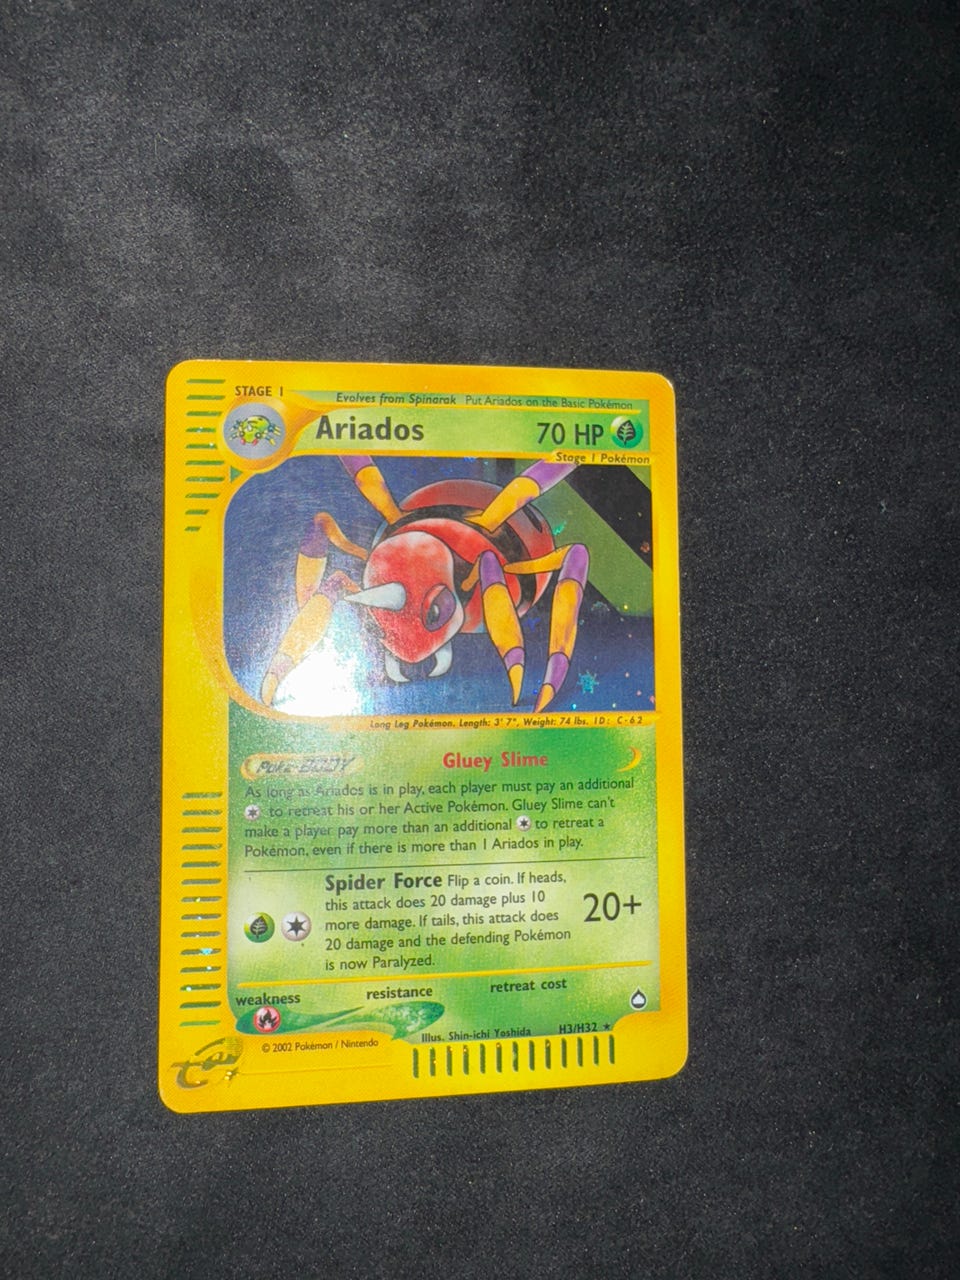 STAGE 1
Evolves from Spinarak Put Ariados on the Basic Pokémon
Ariados 70 HP
Stage 1 Pokémon
Long Leg Pokémon. Length: 3' 7", Weight: 74 lbs. ID: C-62
POKé-BODY Gluey Slime
As long as Ariados is in play, each player must pay an additional
to retreat his or her Active Pokémon. Gluey Slime can't
make a player pay more than an additional to retreat a
Pokémon, even if there is more than 1 Ariados in play.
Spider Force Flip a coin. If heads,
this attack does 20 damage plus 10
more damage. If tails, this attack does
20 damage and the defending Pokémon
is now Paralyzed.
20+
weakness resistance retreat cost
Illus. Shin-ichi Yoshida H3/H32 ★
© 2002 Pokémon / Nintendo